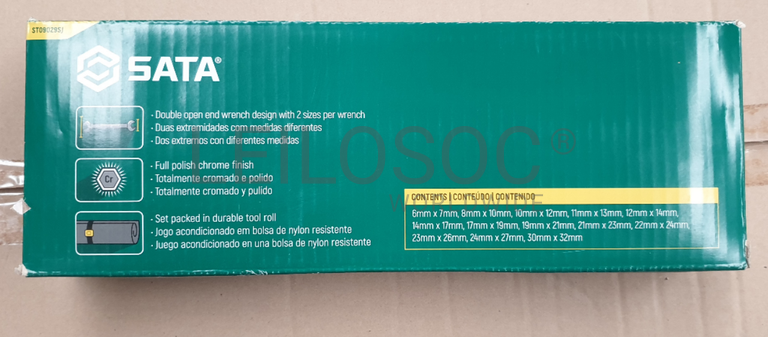 ST09029SJ
SATA®
- Double open end wrench design with 2 sizes per wrench
- Duas extremidades com medidas diferentes
- Dos extremos con diferentes medidas
LEILOSOC®
WORLDWIDE
Cr
- Full polish chrome finish
- Totalmente cromado e polido
- Totalmente cromado y pulido
CONTENTS | CONTEÚDO | CONTENIDO
6mm x 7mm, 8mm x 10mm, 10mm x 12mm, 11mm x 13mm, 12mm x 14mm,
14mm x 17mm, 17mm x 19mm, 19mm x 21mm, 21mm x 23mm, 22mm x 24mm,
23mm x 26mm, 24mm x 27mm, 30mm x 32mm
- Set packed in durable tool roll
- Jogo acondicionado em bolsa de nylon resistente
- Juego acondicionado en una bolsa de nylon resistente